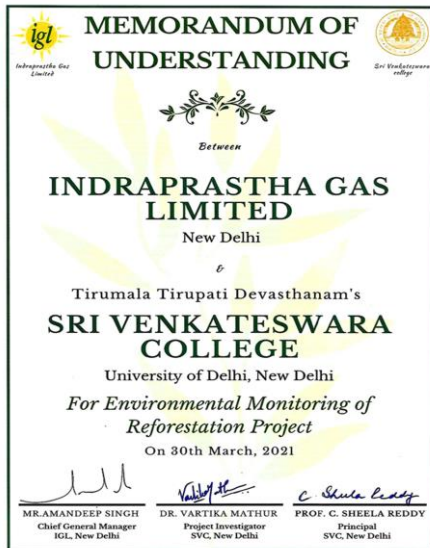 igl
Indraprastha Gas
Limited
MEMORANDUM OF
UNDERSTANDING
Sri Venkateswara
college
Between
INDRAPRASTHA GAS
LIMITED
New Delhi
&
Tirumala Tirupati Devasthanam's
SRI VENKATESWARA
COLLEGE
University of Delhi, New Delhi
For Environmental Monitoring of
Reforestation Project
On 30th March, 2021
C. Sheela Reddy
MR.AMANDEEP SINGH
Chief General Manager
IGL, New Delhi
DR. VARTIKA MATHUR
Project Investigator
SVC, New Delhi
PROF. C. SHEELA REDDY
Principal
SVC, New Delhi